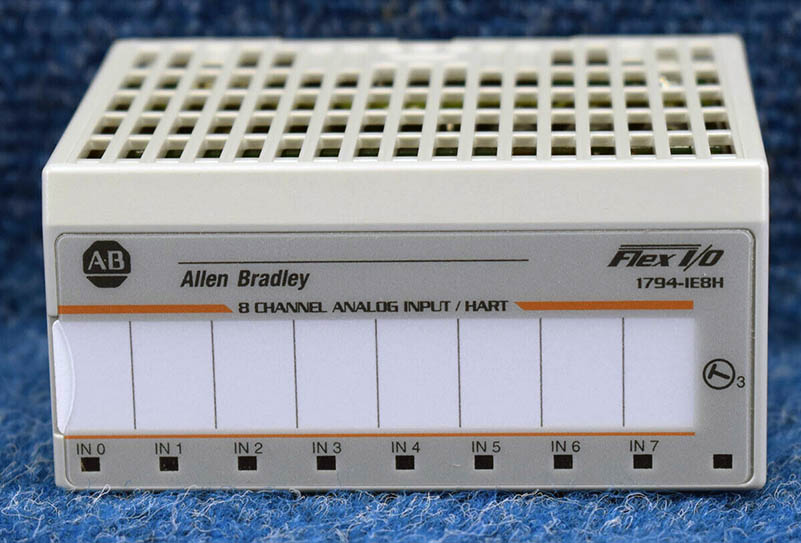 AB
Allen Bradley
Flex I/O
1794-IE8H
8 CHANNEL ANALOG INPUT / HART
3
IN 0 IN 1 IN 2 IN 3 IN 4 IN 5 IN 6 IN 7